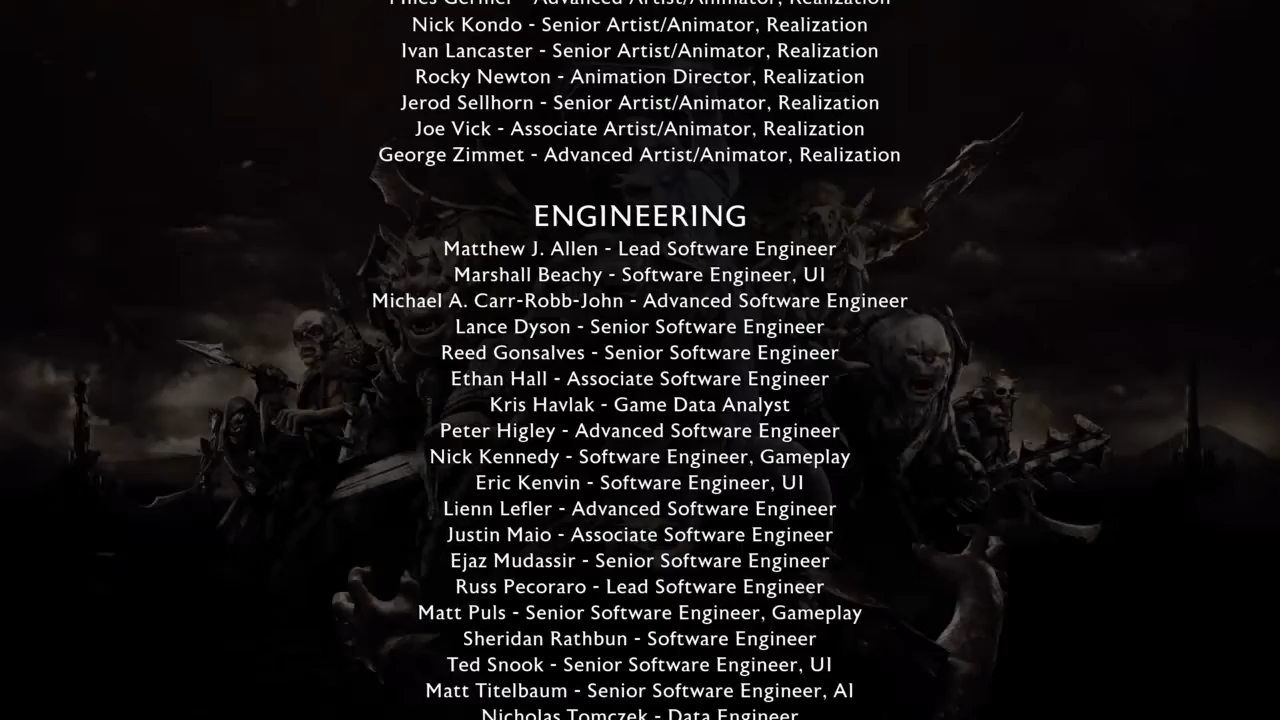 Advanced Artist/Animator, Realization
Nick Kondo - Senior Artist/Animator, Realization
Ivan Lancaster - Senior Artist/Animator, Realization
Rocky Newton - Animation Director, Realization
Jerod Sellhorn - Senior Artist/Animator, Realization
Joe Vick - Associate Artist/Animator, Realization
George Zimmet - Advanced Artist/Animator, Realization
ENGINEERING
Matthew J. Allen - Lead Software Engineer
Marshall Beachy - Software Engineer, UI
Michael A. Carr-Robb-John - Advanced Software Engineer
Lance Dyson - Senior Software Engineer
Reed Gonsalves - Senior Software Engineer
Ethan Hall - Associate Software Engineer
Kris Havlak - Game Data Analyst
Peter Higley - Advanced Software Engineer
Nick Kennedy - Software Engineer, Gameplay
Eric Kenvin - Software Engineer, UI
Lienn Lefler - Advanced Software Engineer
Justin Maio - Associate Software Engineer
Ejaz Mudassir - Senior Software Engineer
Russ Pecoraro - Lead Software Engineer
Matt Puls - Senior Software Engineer, Gameplay
Sheridan Rathbun - Software Engineer
Ted Snook - Senior Software Engineer, UI
Matt Titelbaum - Senior Software Engineer, AI
Nicholas Tomczek - Data Engineer